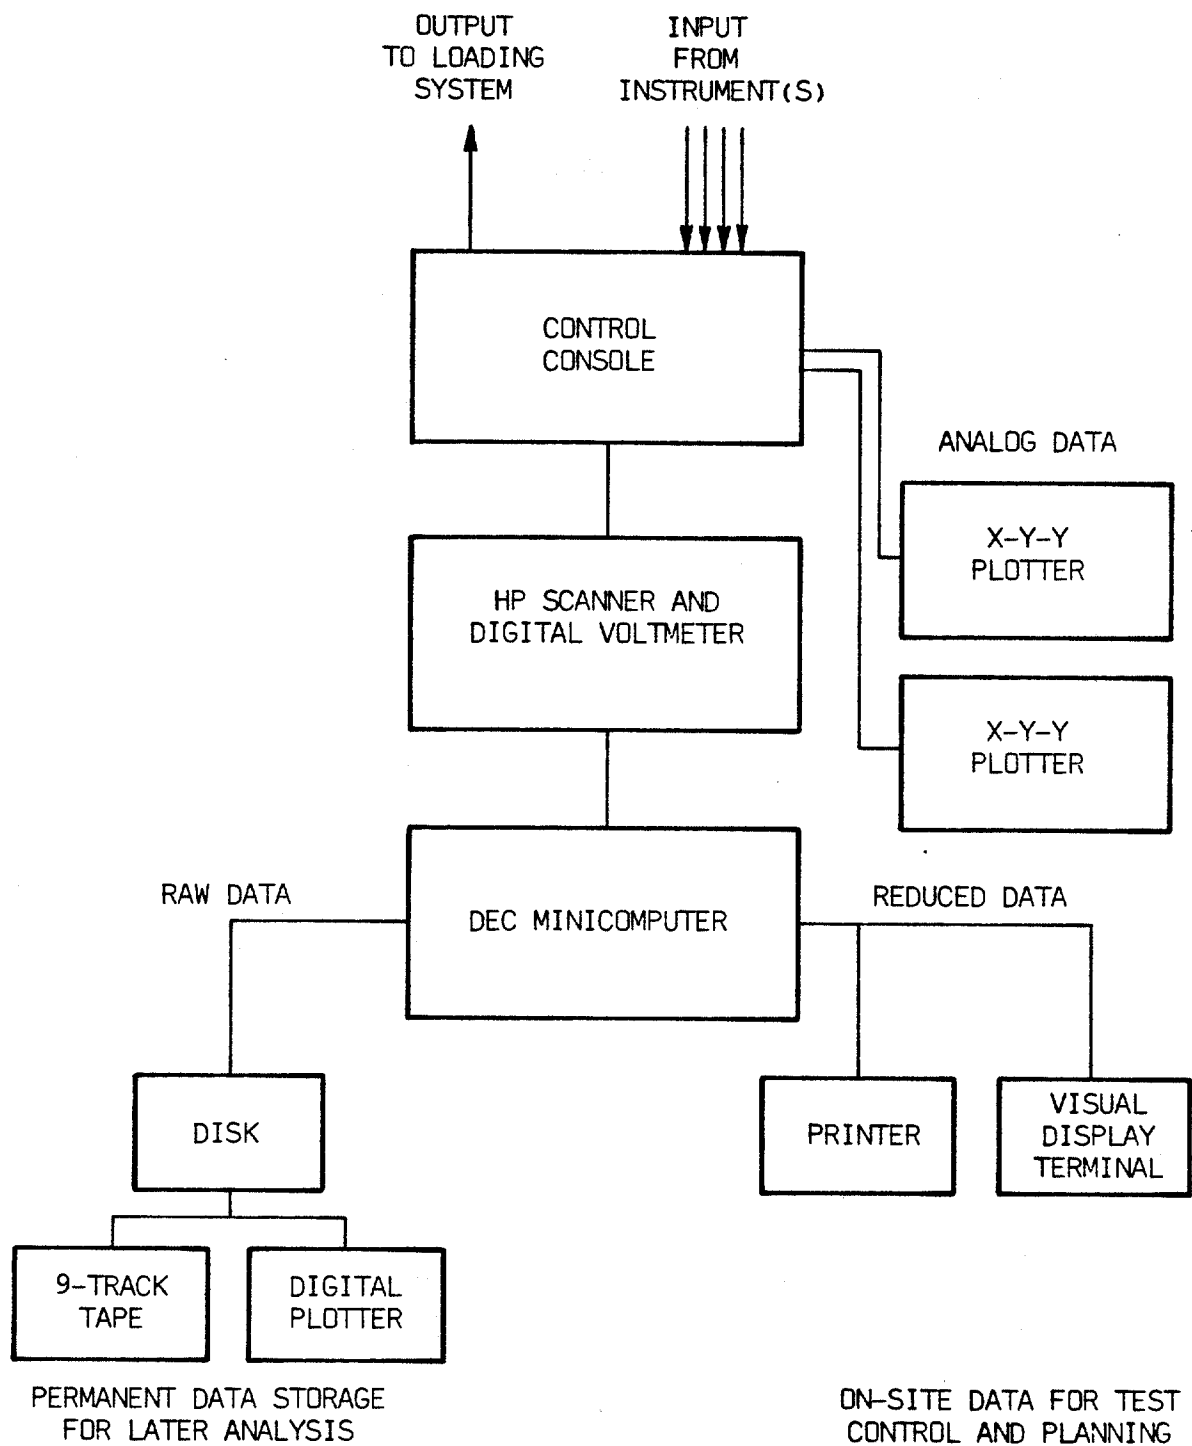 OUTPUT
TO LOADING
SYSTEM
INPUT
FROM
INSTRUMENT(S)
CONTROL
CONSOLE
ANALOG DATA
X-Y-Y
PLOTTER
HP SCANNER AND
DIGITAL VOLTMETER
X-Y-Y
PLOTTER
RAW DATA
DEC MINICOMPUTER
REDUCED DATA
DISK
PRINTER
VISUAL
DISPLAY
TERMINAL
9-TRACK
TAPE
DIGITAL
PLOTTER
PERMANENT DATA STORAGE
FOR LATER ANALYSIS
ON-SITE DATA FOR TEST
CONTROL AND PLANNING